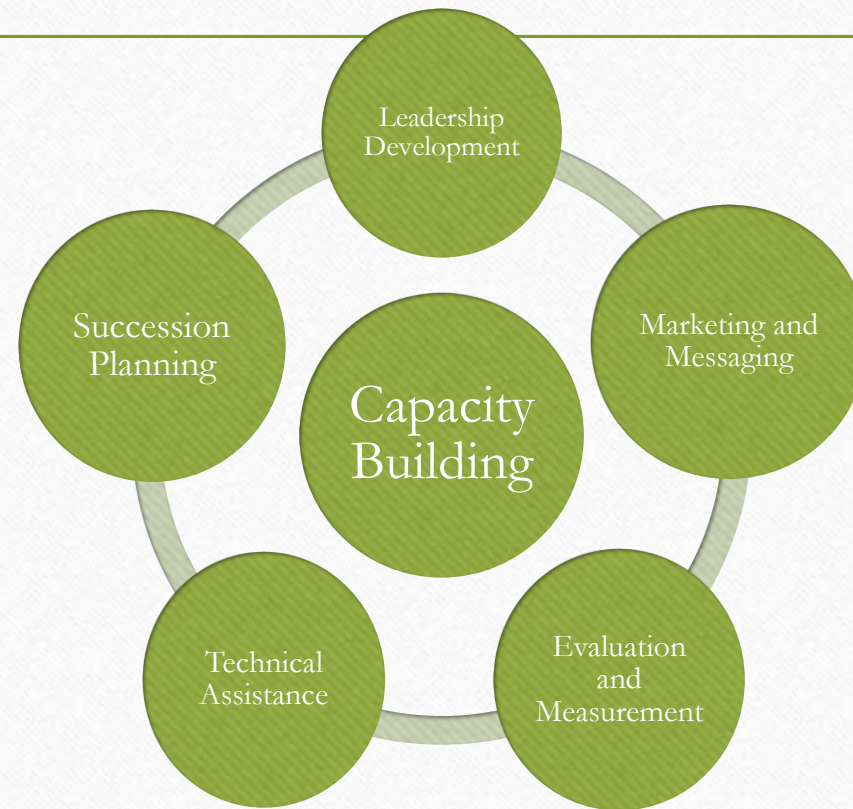 Leadership
Development
Marketing and
Messaging
Evaluation
and
Measurement
Technical
Assistance
Succession
Planning
Capacity
Building